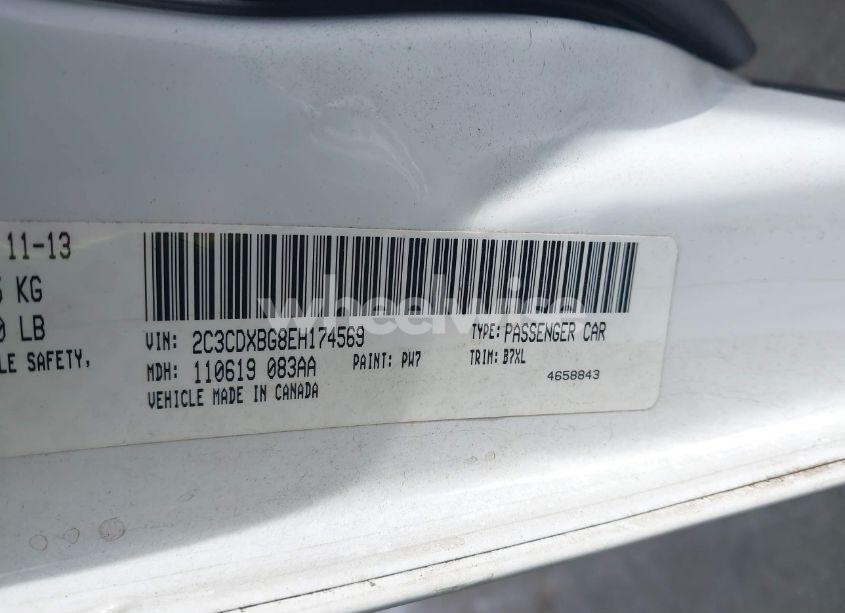 11-13
KG
LB
LE SAFETY,
wheelwise
VIN: 2C3CDXBG8EH174569 TYPE: PASSENGER CAR
MDH: 110619 083AA PAINT: PW7 TRIM: B7XL
VEHICLE MADE IN CANADA 4658843